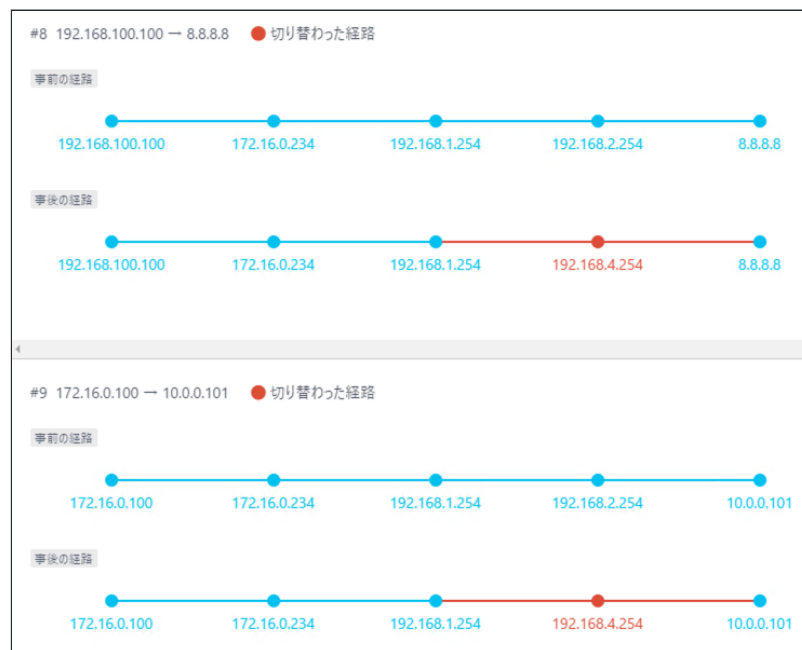 #8 192.168.100.100 → 8.8.8.8 切り替わった経路
事前の経路
192.168.100.100 172.16.0.234 192.168.1.254 192.168.2.254 8.8.8.8
事後の経路
192.168.100.100 172.16.0.234 192.168.1.254 192.168.4.254 8.8.8.8
#9 172.16.0.100 → 10.0.0.101 切り替わった経路
事前の経路
172.16.0.100 172.16.0.234 192.168.1.254 192.168.2.254 10.0.0.101
事後の経路
172.16.0.100 172.16.0.234 192.168.1.254 192.168.4.254 10.0.0.101